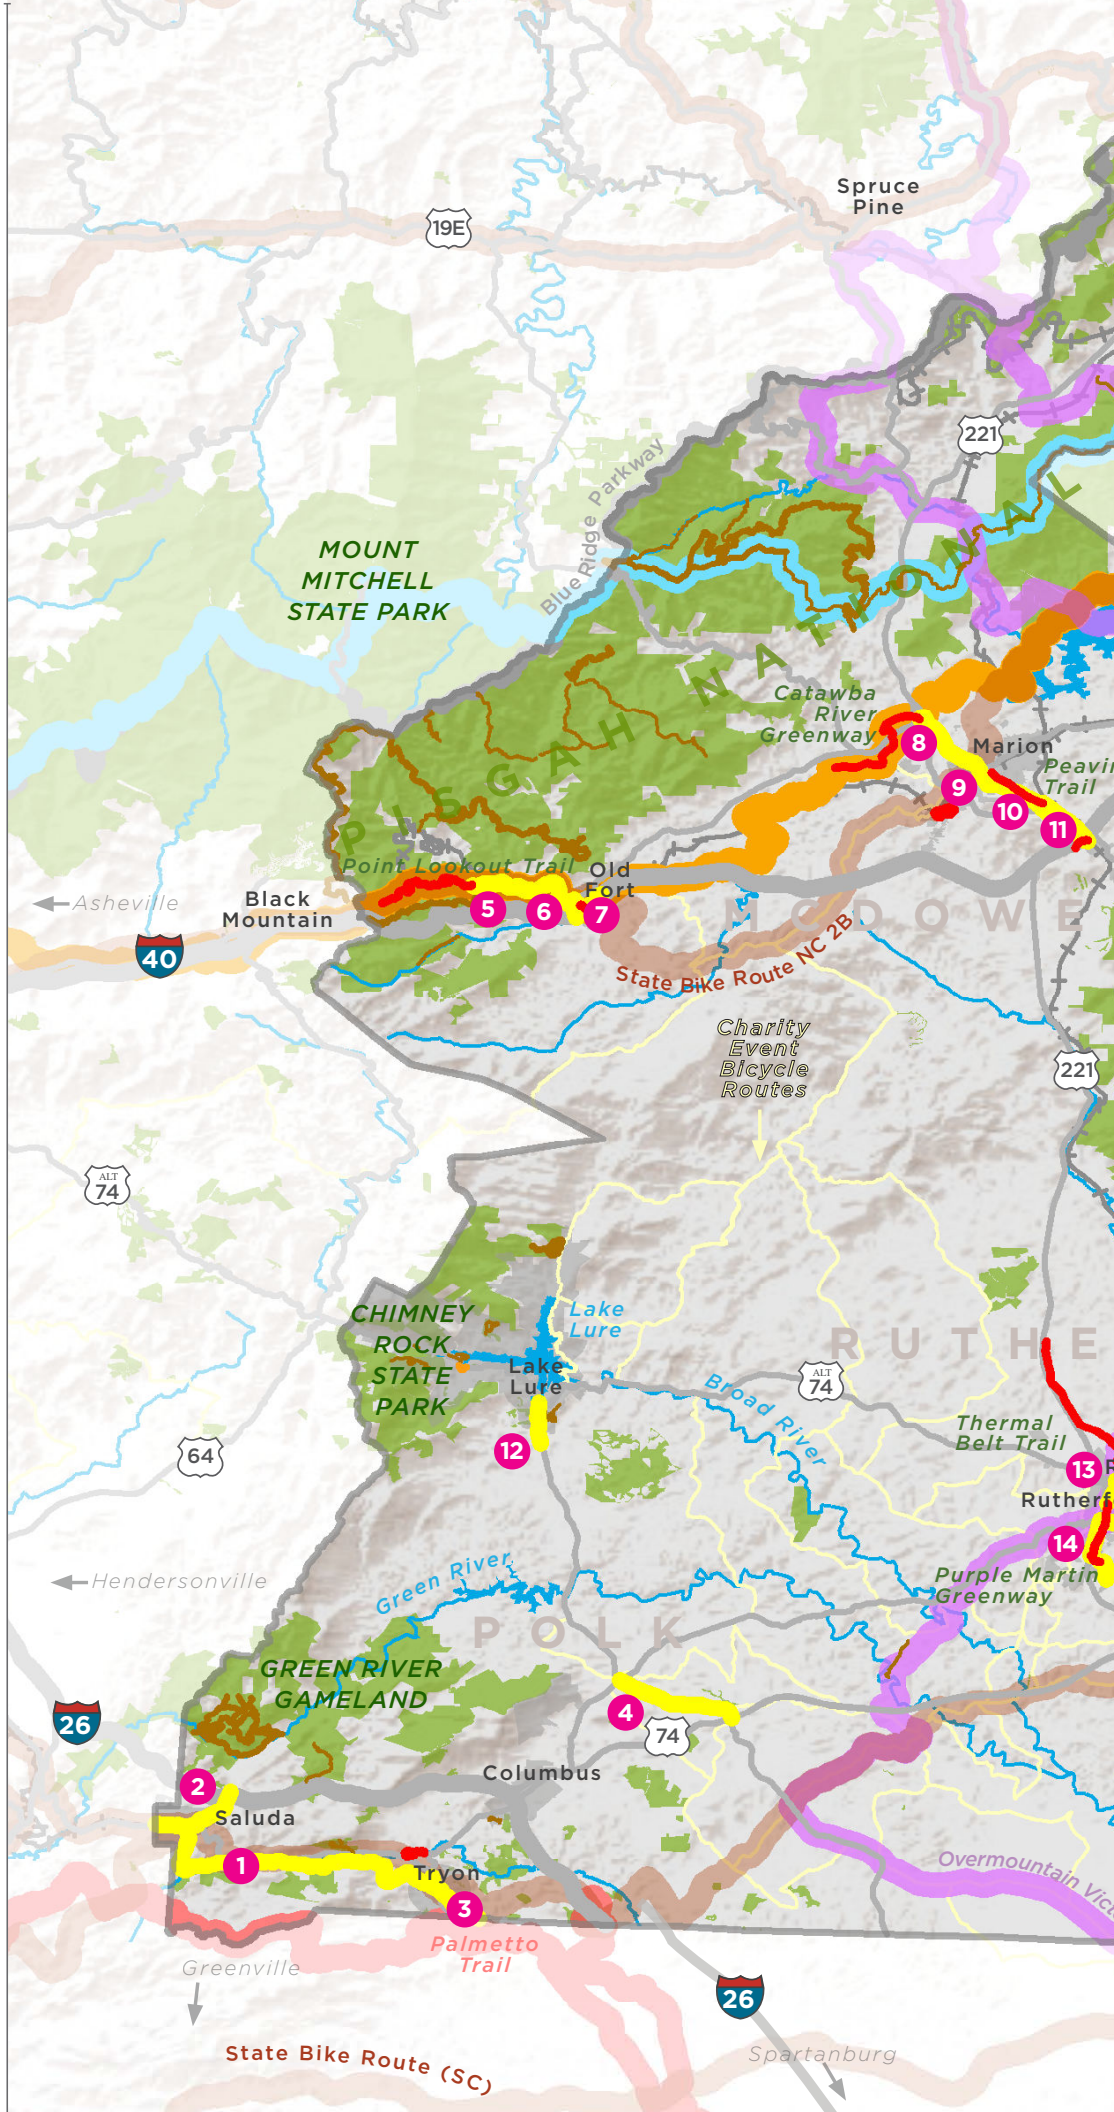 Spruce
Pine
19E
221
Blue Ridge Parkway
MOUNT
MITCHELL
STATE PARK
PISGAH NATIONAL
Catawba
River
Greenway
8
Marion
Trail
9
10
11
Point Lookout Trail
Old
Fort
Black
Mountain
Asheville
40
5
6
7
State Bike Route NC 2B
Charity
Event
Bicycle
Routes
221
ALT
74
CHIMNEY
ROCK
STATE
PARK
Lake
Lure
Lake
Lure
ALT
74
Broad River
Thermal
Belt Trail
64
12
13
14
Purple Martin
Greenway
Hendersonville
Green River
POLK
GREEN RIVER
GAMELAND
26
4
74
Columbus
2
Saluda
1
Tryon
3
Palmetto
Trail
Overmountain
Greenville
26
State Bike Route (SC)
Spartanburg